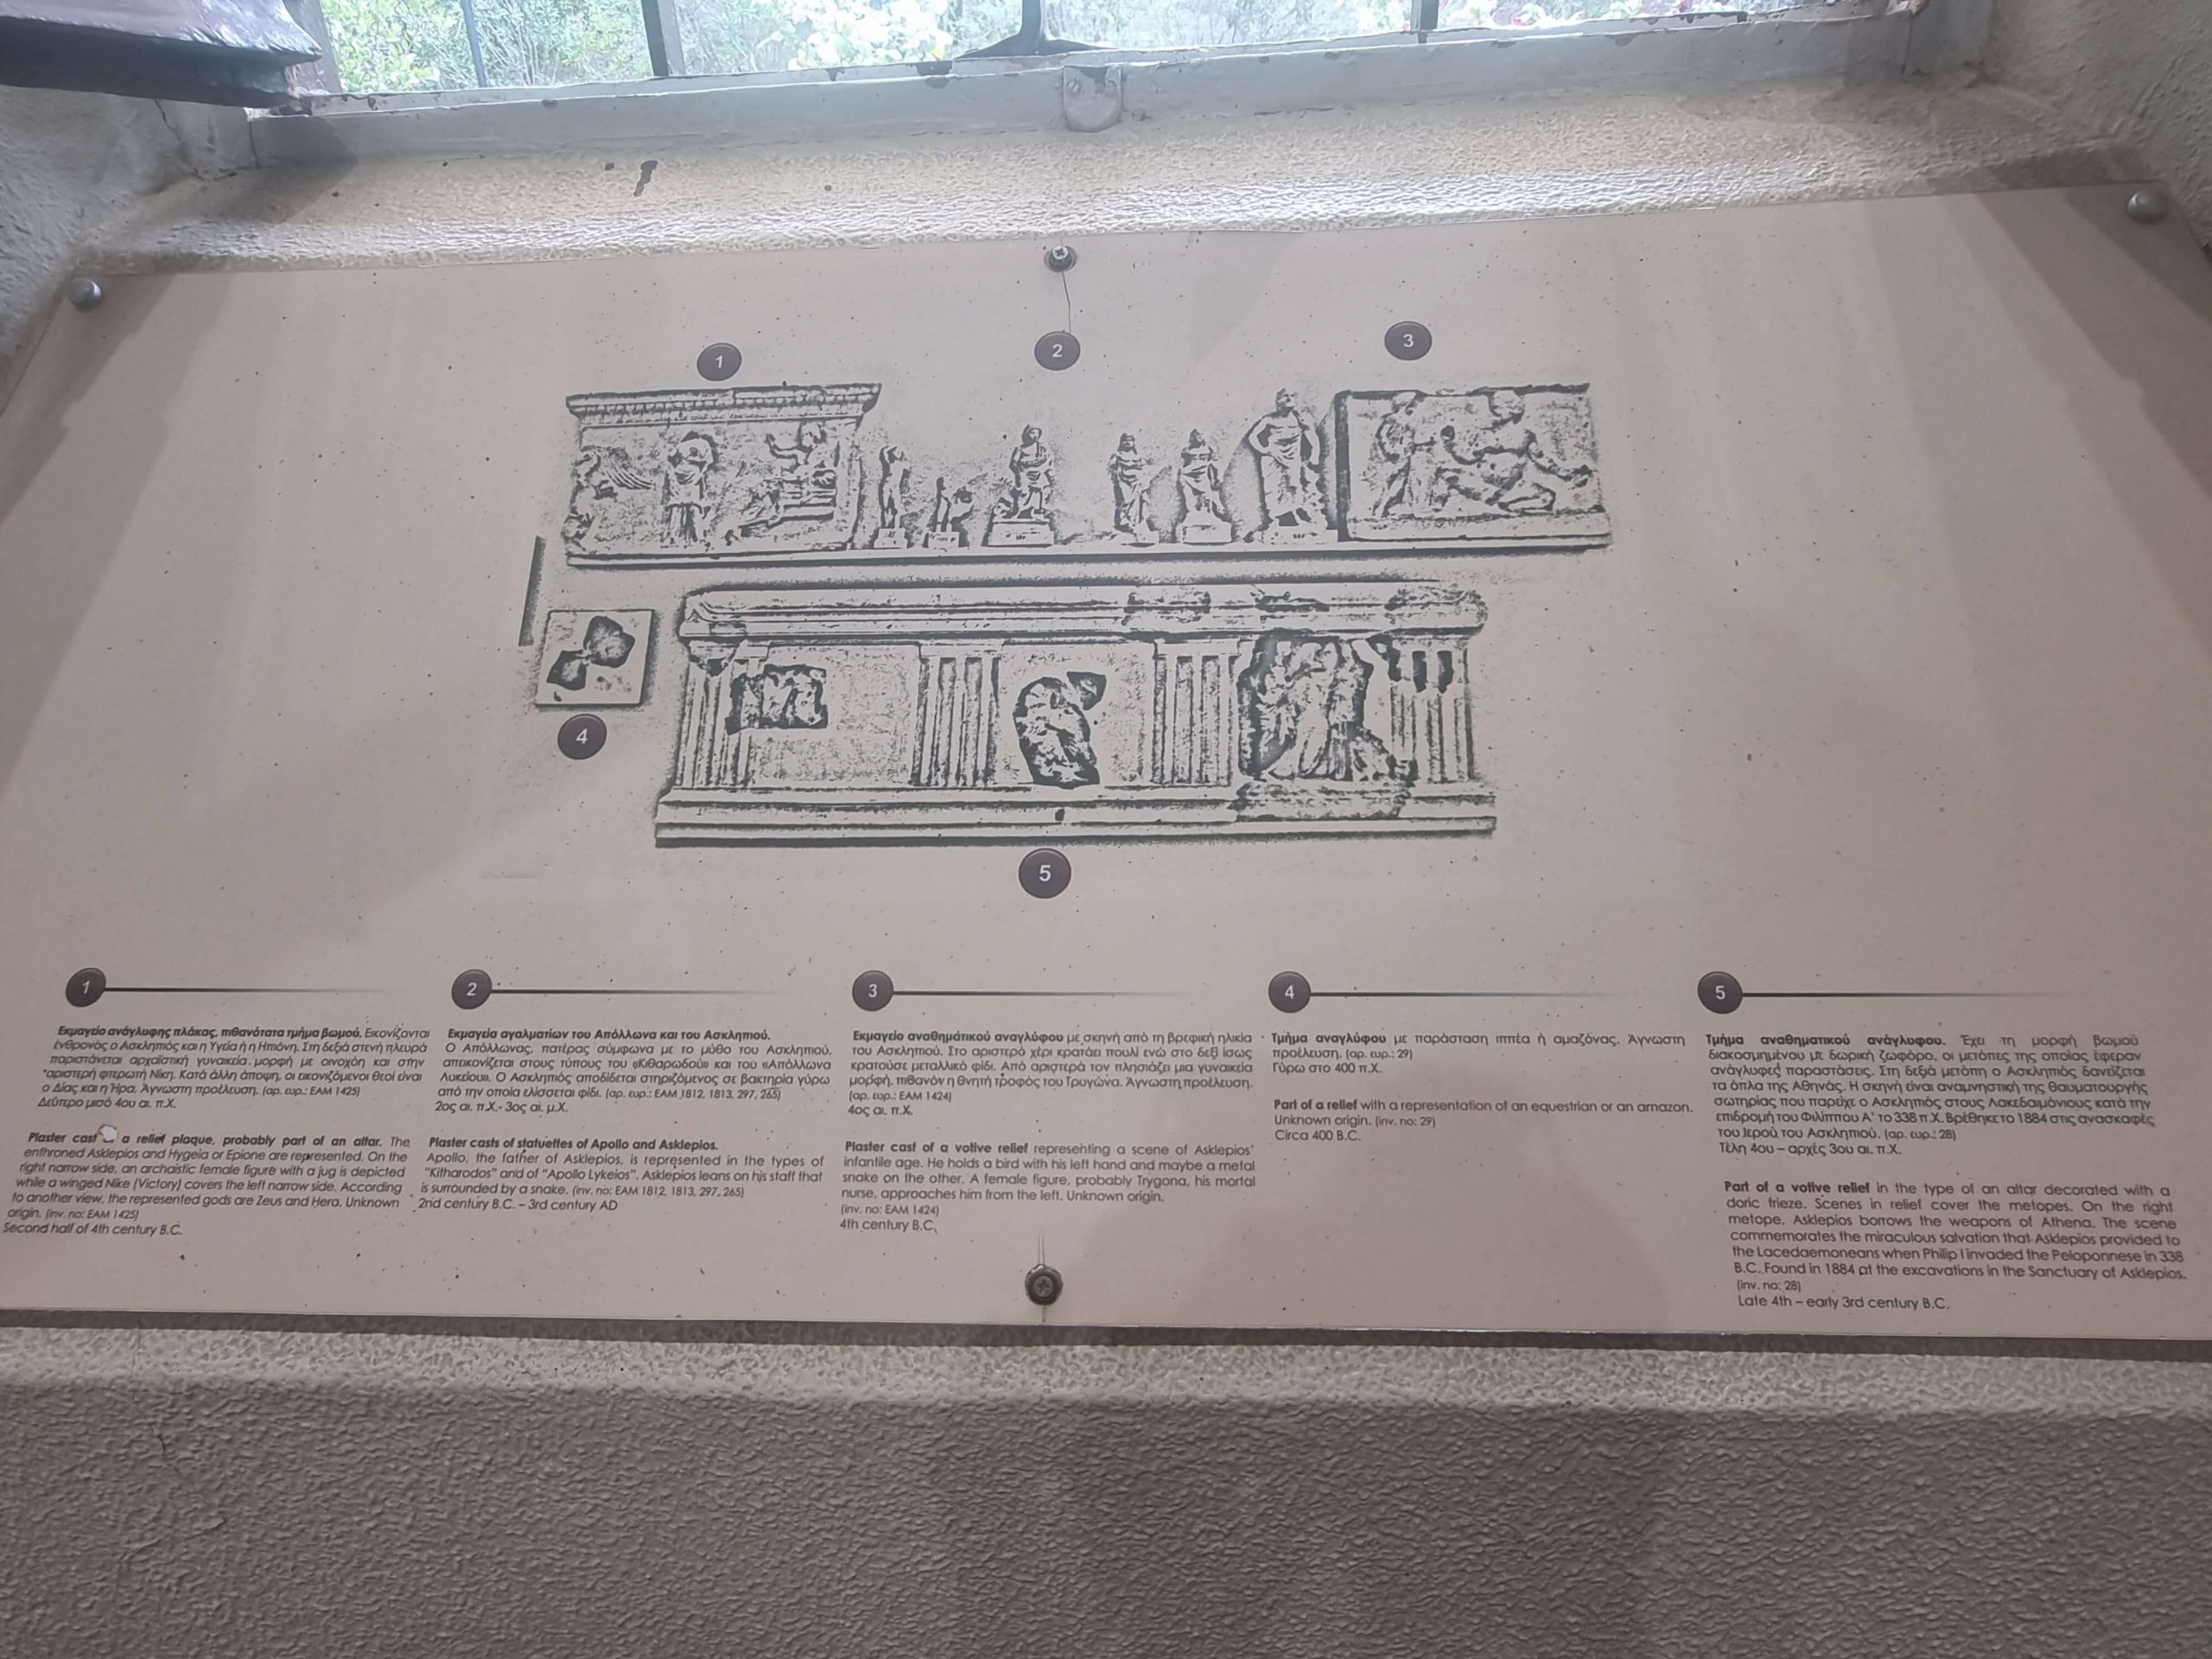 1
2
3
4
5
1
Εκμαγείο ανάγλυφης πλάκας, πιθανότατα τμήμα βωμού. Εικονίζονται
ένθρονος ο Ασκληπιός και η Υγεία ή η Ηπιόνη. Στη δεξιά στενή πλευρά
παριστάνεται αρχαϊστική γυναικεία μορφή με οινοχόη και στην
αριστερή φτερωτή Νίκη. Κατά άλλη άποψη, οι εικονιζόμενοι θεοί είναι
ο Δίας και η Ήρα. Άγνωστη προέλευση. (αρ. ευρ.: ΕΑΜ 1425)
Δεύτερο μισό 4ου αι. π.Χ.
Plaster cast a relief plaque, probably part of an altar. The
enthroned Asklepios and Hygeia or Epione are represented. On the
right narrow side, an archaistic female figure with a jug is depicted
while a winged Nike (Victory) covers the left narrow side. According
to another view, the represented gods are Zeus and Hera. Unknown
origin. (inv. no: EAM 1425)
Second half of 4th century B.C.
2
Εκμαγεία αγαλματίων του Απόλλωνα και του Ασκληπιού.
Ο Απόλλωνας, πατέρας σύμφωνα με το μύθο του Ασκληπιού,
απεικονίζεται στους τύπους του «Κιθαρωδού» και του «Απόλλωνα
Λυκείου». Ο Ασκληπιός αποδίδεται στηριζόμενος σε βακτηρία γύρω
από την οποία ελίσσεται φίδι. (αρ. ευρ.: ΕΑΜ 1812, 1813, 297, 265)
2ος αι. π.Χ.- 3ος αι. μ.Χ.
Plaster casts of statuettes of Apollo and Asklepios.
Apollo, the father of Asklepios, is represented in the types of
"Kitharodos" and of "Apollo Lykeios". Asklepios leans on his staff that
is surrounded by a snake. (inv. no: EAM 1812, 1813, 297, 265)
2nd century B.C. – 3rd century AD
3
Εκμαγείο αναθηματικού αναγλύφου με σκηνή από τη βρεφική ηλικία
του Ασκληπιού. Στο αριστερό χέρι κρατάει πουλί ενώ στο δεξί ίσως
κρατούσε μεταλλικό φίδι. Από αριστερά τον πλησιάζει μια γυναικεία
μορφή, πιθανόν η θνητή τροφός του Τρυγώνα. Άγνωστη προέλευση.
(αρ. ευρ.: ΕΑΜ 1424)
4ος αι. π.Χ.
Plaster cast of a votive relief representing a scene of Asklepios'
infantile age. He holds a bird with his left hand and maybe a metal
snake on the other. A female figure, probably Trygona, his mortal
nurse, approaches him from the left. Unknown origin.
(inv. no: EAM 1424)
4th century B.C.
4
Τμήμα αναγλύφου με παράσταση ιππέα ή αμαζόνας. Άγνωστη
προέλευση. (αρ. ευρ.: 29)
Γύρω στο 400 π.Χ.
Part of a relief with a representation of an equestrian or an amazon.
Unknown origin. (inv. no: 29)
Circa 400 B.C.
5
Τμήμα αναθηματικού ανάγλυφου. Έχει τη μορφή βωμού
διακοσμημένου με δωρική ζωφόρο, οι μετόπες της οποίας έφεραν
ανάγλυφες παραστάσεις. Στη δεξιά μετόπη ο Ασκληπιός δανείζεται
τα όπλα της Αθηνάς. Η σκηνή είναι αναμνηστική της θαυματουργής
σωτηρίας που παρείχε ο Ασκληπιός στους Λακεδαιμόνιους κατά την
επιδρομή του Φιλίππου Α' το 338 π.Χ. Βρέθηκε το 1884 στις ανασκαφές
του Ιερού του Ασκληπιού. (αρ. ευρ.: 28)
Τέλη 4ου – αρχές 3ου αι. π.Χ.
Part of a votive relief in the type of an altar decorated with a
doric frieze. Scenes in relief cover the metopes. On the right
metope, Asklepios borrows the weapons of Athena. The scene
commemorates the miraculous salvation that Asklepios provided to
the Lacedaemoneans when Philip I invaded the Peloponnese in 338
B.C. Found in 1884 at the excavations in the Sanctuary of Asklepios.
(inv. no: 28)
Late 4th – early 3rd century B.C.